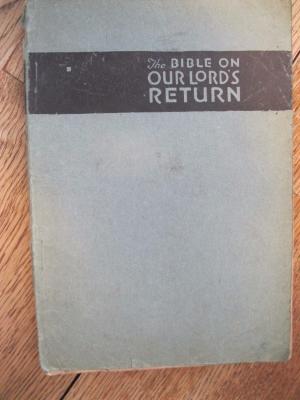 The BIBLE ON
OUR LORD'S
RETURN